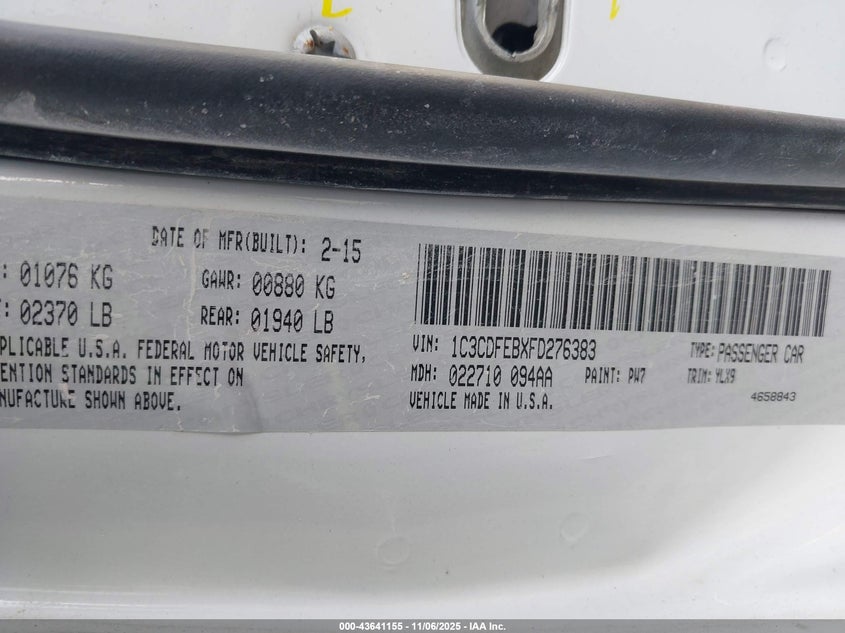 DATE OF MFR(BUILT): 2-15
: 01076 KG GAWR: 00880 KG
: 02370 LB REAR: 01940 LB
PLICABLE U.S.A. FEDERAL MOTOR VEHICLE SAFETY,
ENTION STANDARDS IN EFFECT ON
NUFACTURE SHOWN ABOVE.
VIN: 1C3CDFEBXFD276383 TYPE: PASSENGER CAR
MDH: 022710 094AA PAINT: PW7 TRIM: YLX9
VEHICLE MADE IN U.S.A. 4658843
000-43641155 - 11/06/2025 - IAA Inc.